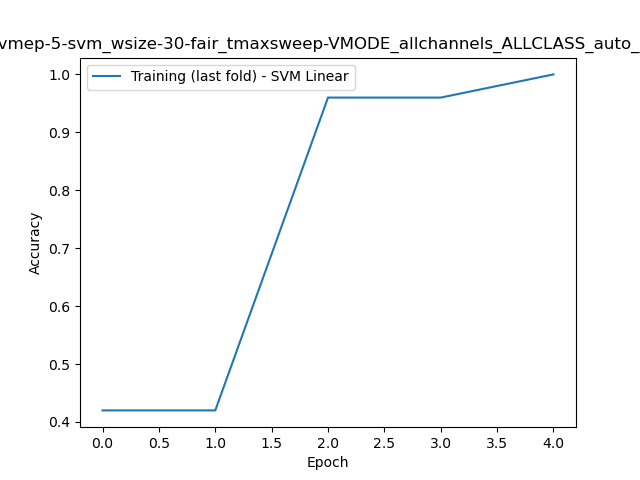 vmep-5-svm_wsize-30-fair_tmaxsweep-VMODE_allchannels_ALLCLASS_auto_
Training (last fold) - SVM Linear
1.0
0.9
0.8
0.7
0.6
0.5
0.4
Accuracy
0.0 0.5 1.0 1.5 2.0 2.5 3.0 3.5 4.0
Epoch